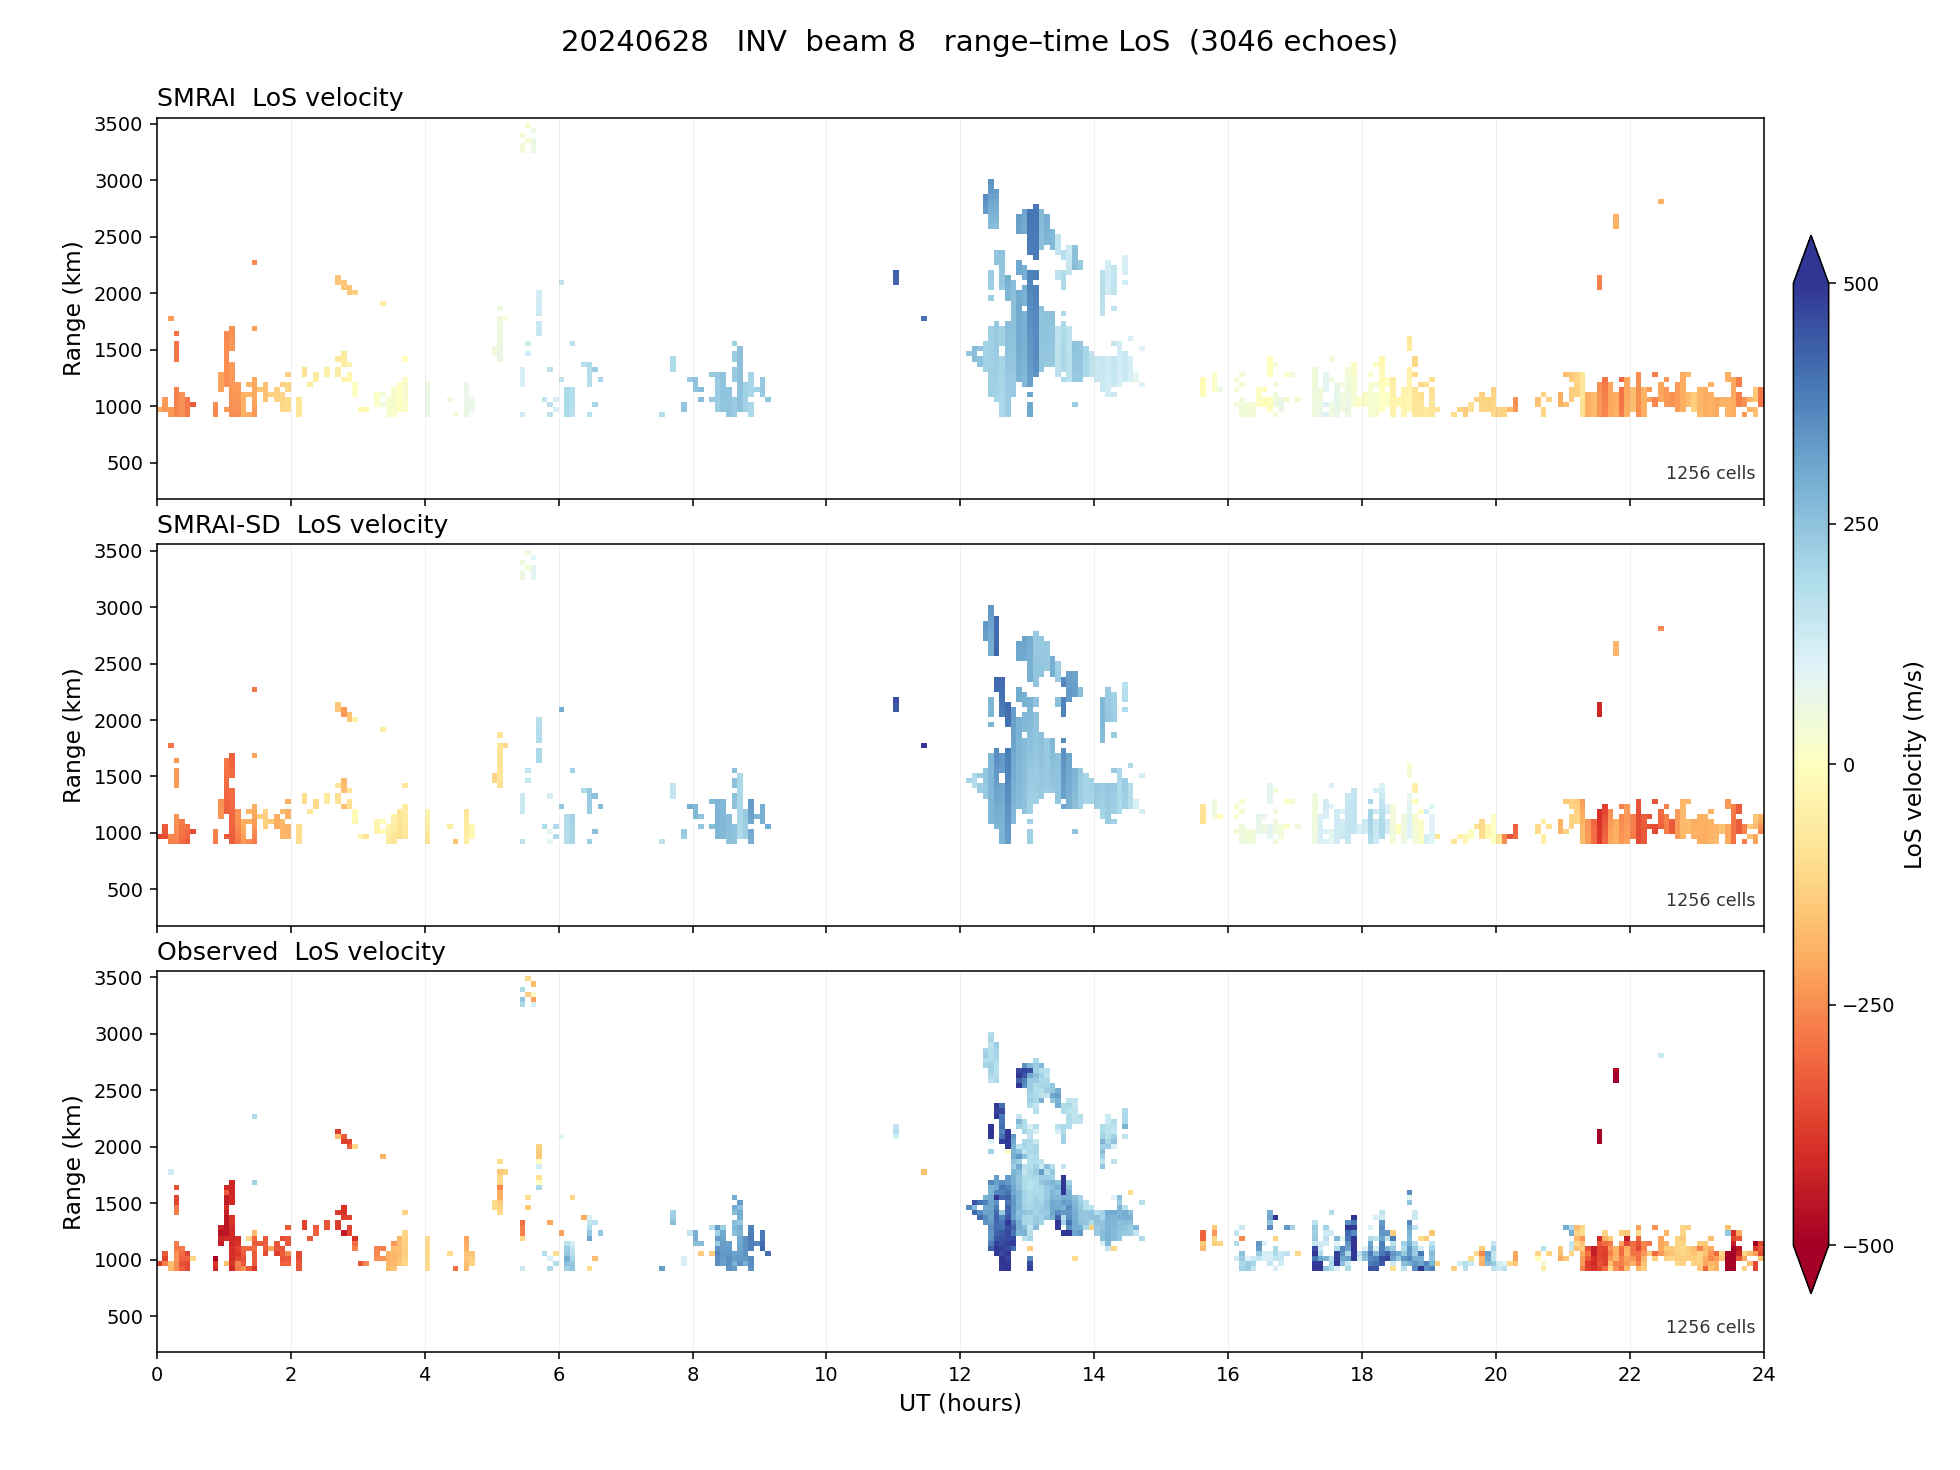 20240628   INV  beam 8   range–time LoS  (3046 echoes)
SMRAI  LoS velocity
3500
3000
2500
2000
1500
1000
500
Range (km)
1256 cells
SMRAI-SD  LoS velocity
3500
3000
2500
2000
1500
1000
500
Range (km)
1256 cells
Observed  LoS velocity
3500
3000
2500
2000
1500
1000
500
Range (km)
1256 cells
0 2 4 6 8 10 12 14 16 18 20 22 24
UT (hours)
500
250
0
−250
−500
LoS velocity (m/s)